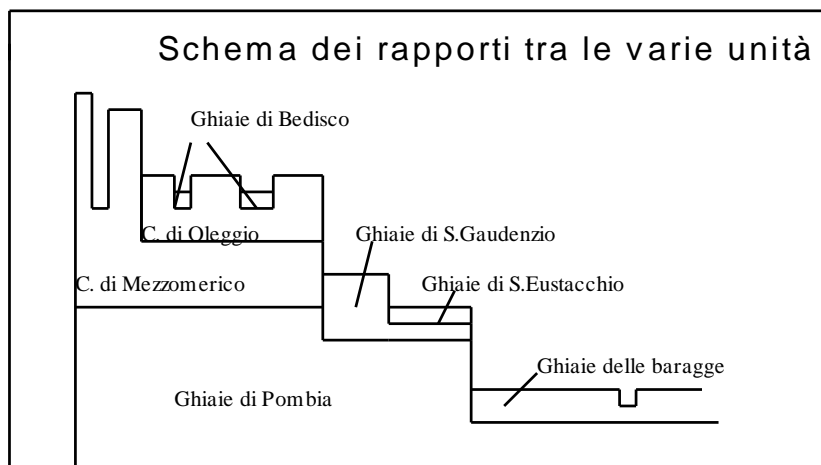 Schema dei rapporti tra le varie unità
Ghiaie di Bedisco
C. di Oleggio
Ghiaie di S.Gaudenzio
C. di Mezzomerico
Ghiaie di S.Eustacchio
Ghiaie delle baragge
Ghiaie di Pombia